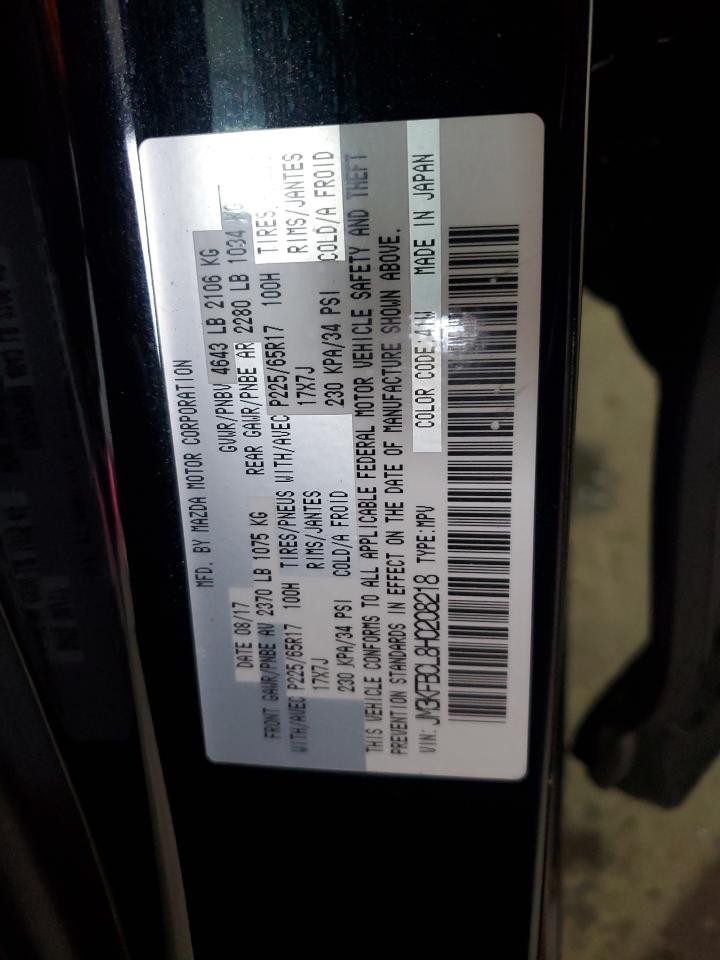 MFD. BY MAZDA MOTOR CORPORATION
DATE 08/17 GVWR/PNBV 4643 LB 2106 KG
FRONT GAWR/PNBE AV 2370 LB 1075 KG REAR GAWR/PNBE AR 2280 LB 1034 KG
WITH/AVEC P225/65R17 100H TIRES/PNEUS WITH/AVEC P225/65R17 100H TIRES
17X7J RIMS/JANTES 17X7J RIMS/JANTES
230 KPA/34 PSI COLD/A FROID 230 KPA/34 PSI COLD/A FROID
THIS VEHICLE CONFORMS TO ALL APPLICABLE FEDERAL MOTOR VEHICLE SAFETY AND THEFT
PREVENTION STANDARDS IN EFFECT ON THE DATE OF MANUFACTURE SHOWN ABOVE.
VIN: JM3KFBCL8H0208218 TYPE:MPV COLOR CODE: MADE IN JAPAN